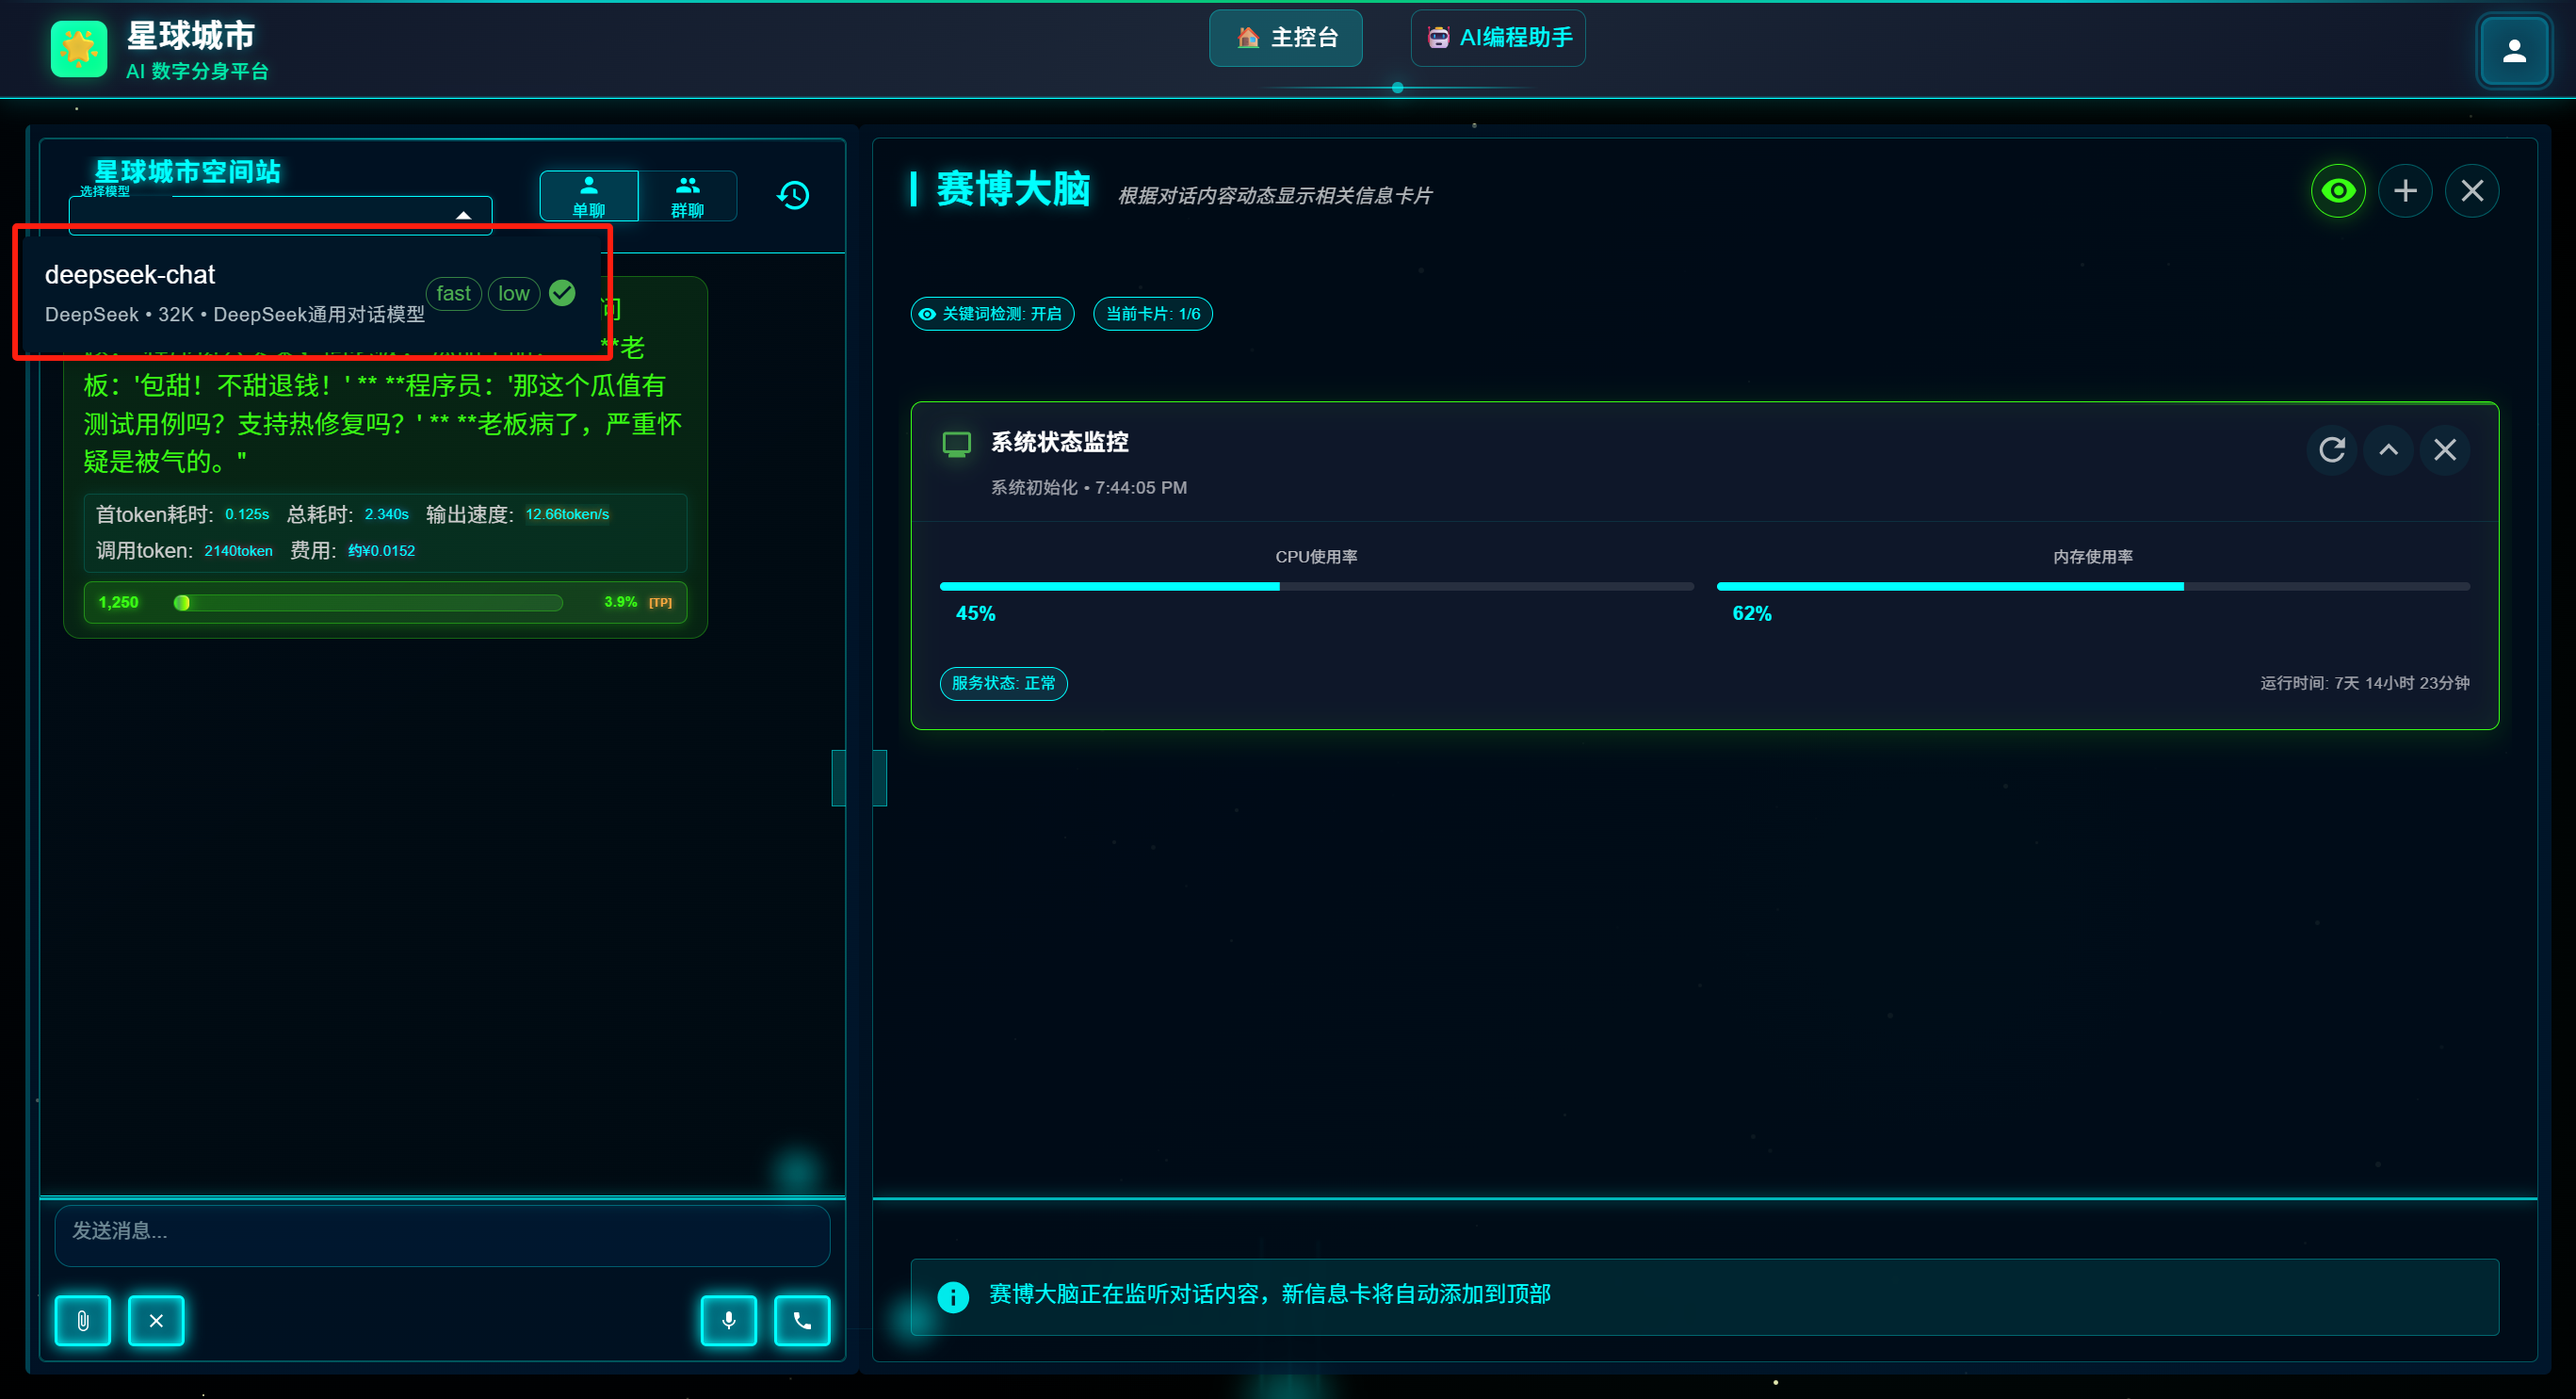 星球城市
AI 数字分身平台
主控台
AI编程助手
星球城市空间站
选择模型
单聊
群聊
deepseek-chat
DeepSeek • 32K • DeepSeek通用对话模型
fast
low
问
**老
板：'包甜！不甜退钱！' ** **程序员：'那这个瓜值有
测试用例吗？支持热修复吗？' ** **老板病了，严重怀
疑是被气的。"
首token耗时: 0.125s 总耗时: 2.340s 输出速度: 12.66token/s
调用token: 2140token 费用: 约¥0.0152
1,250
3.9% [TP]
发送消息...
赛博大脑
根据对话内容动态显示相关信息卡片
关键词检测: 开启
当前卡片: 1/6
系统状态监控
系统初始化 • 7:44:05 PM
CPU使用率
45%
内存使用率
62%
服务状态: 正常
运行时间: 7天 14小时 23分钟
赛博大脑正在监听对话内容，新信息卡将自动添加到顶部